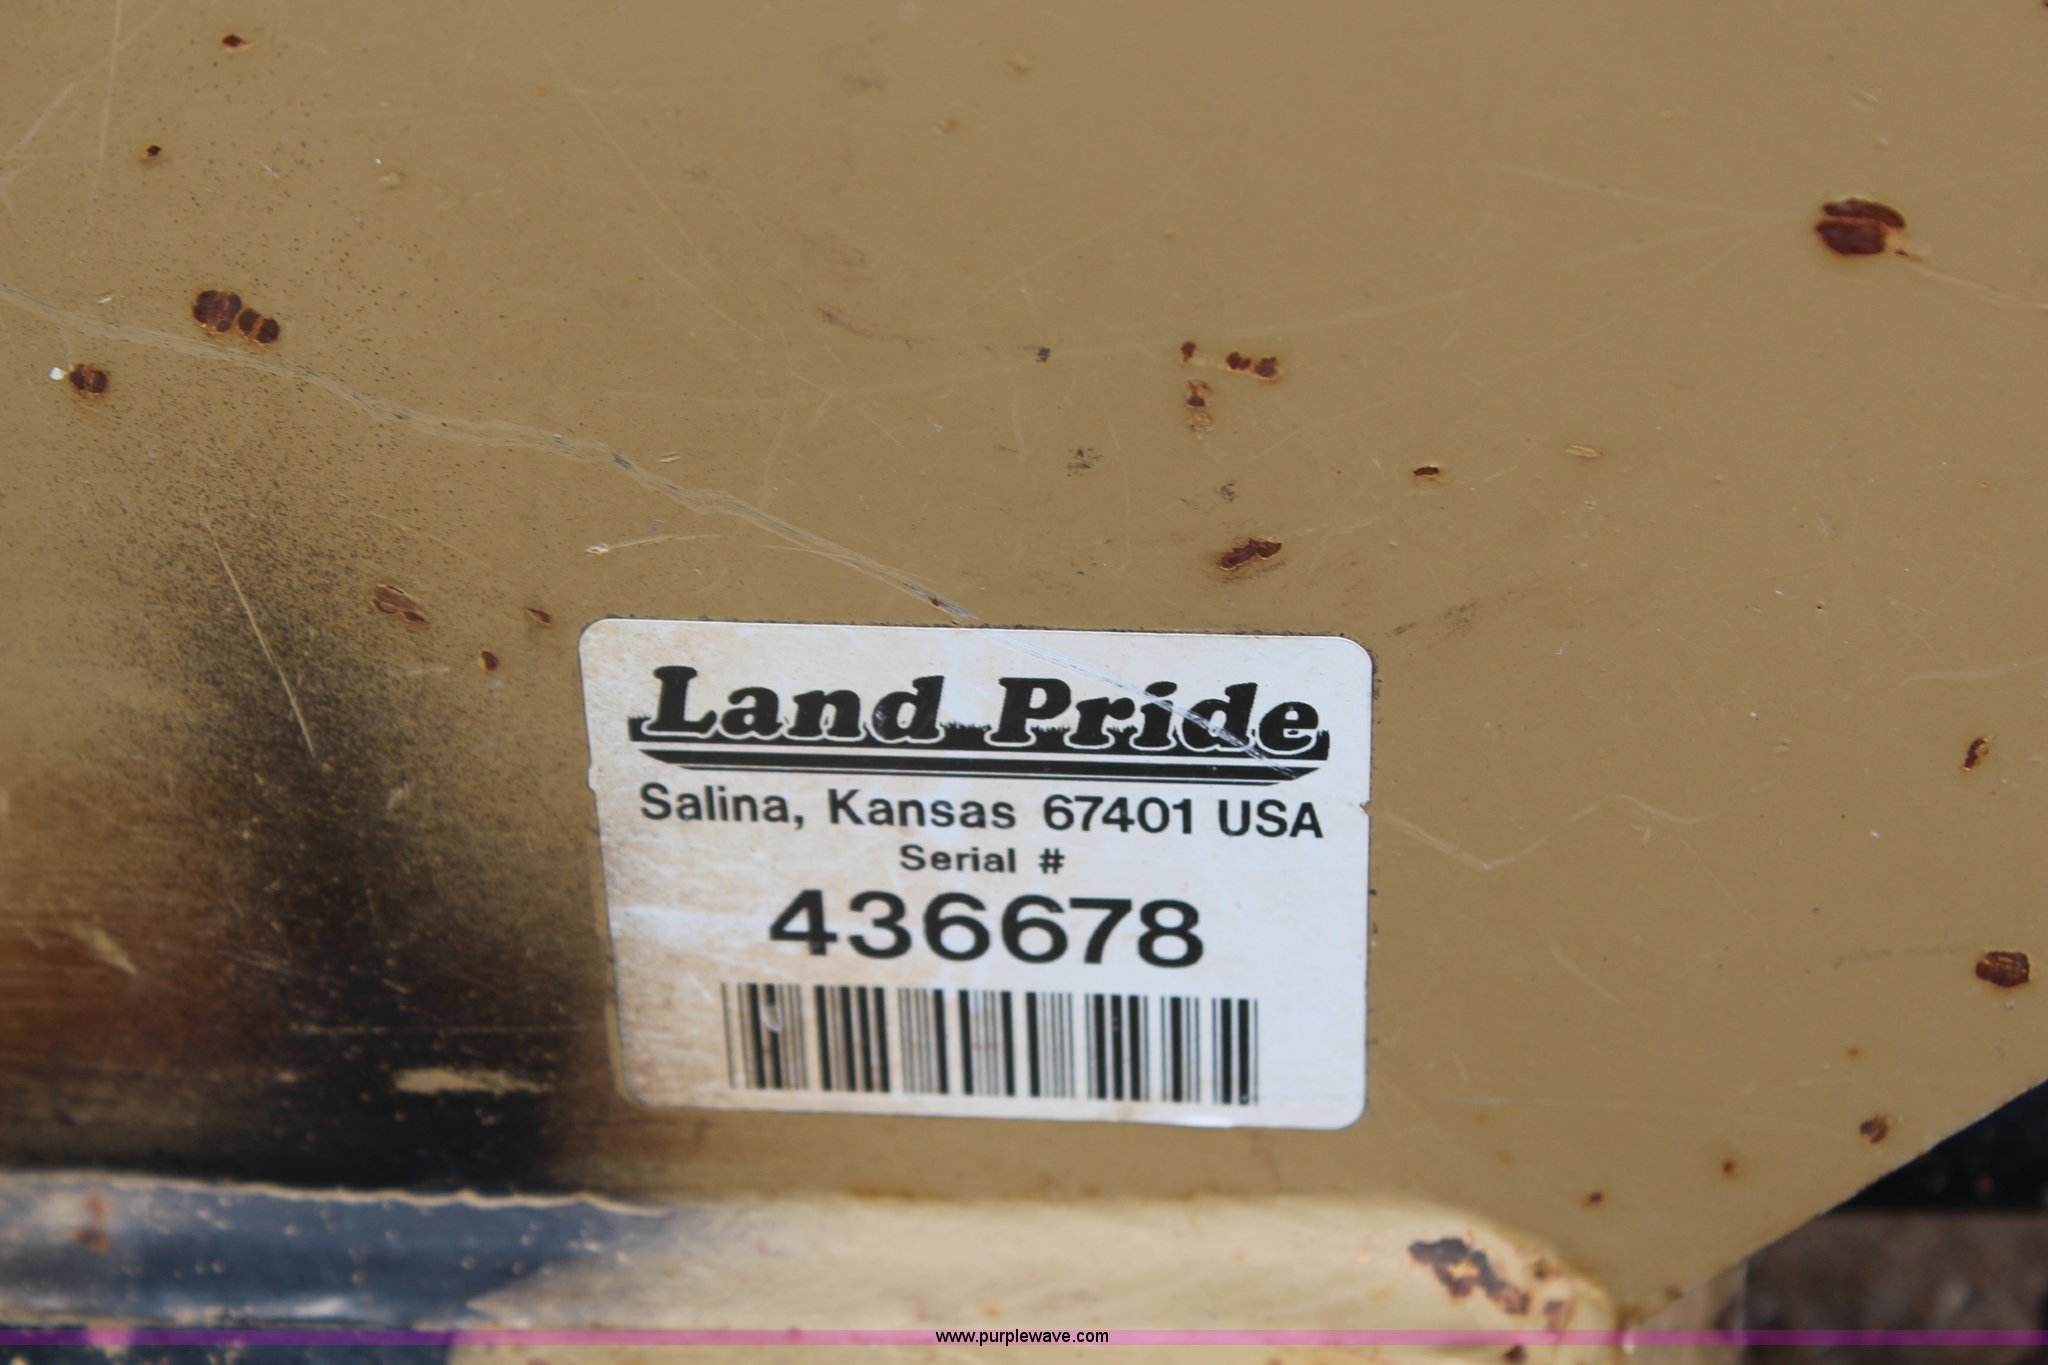 Land Pride
Salina, Kansas 67401 USA
Serial #
436678
www.purplewave.com